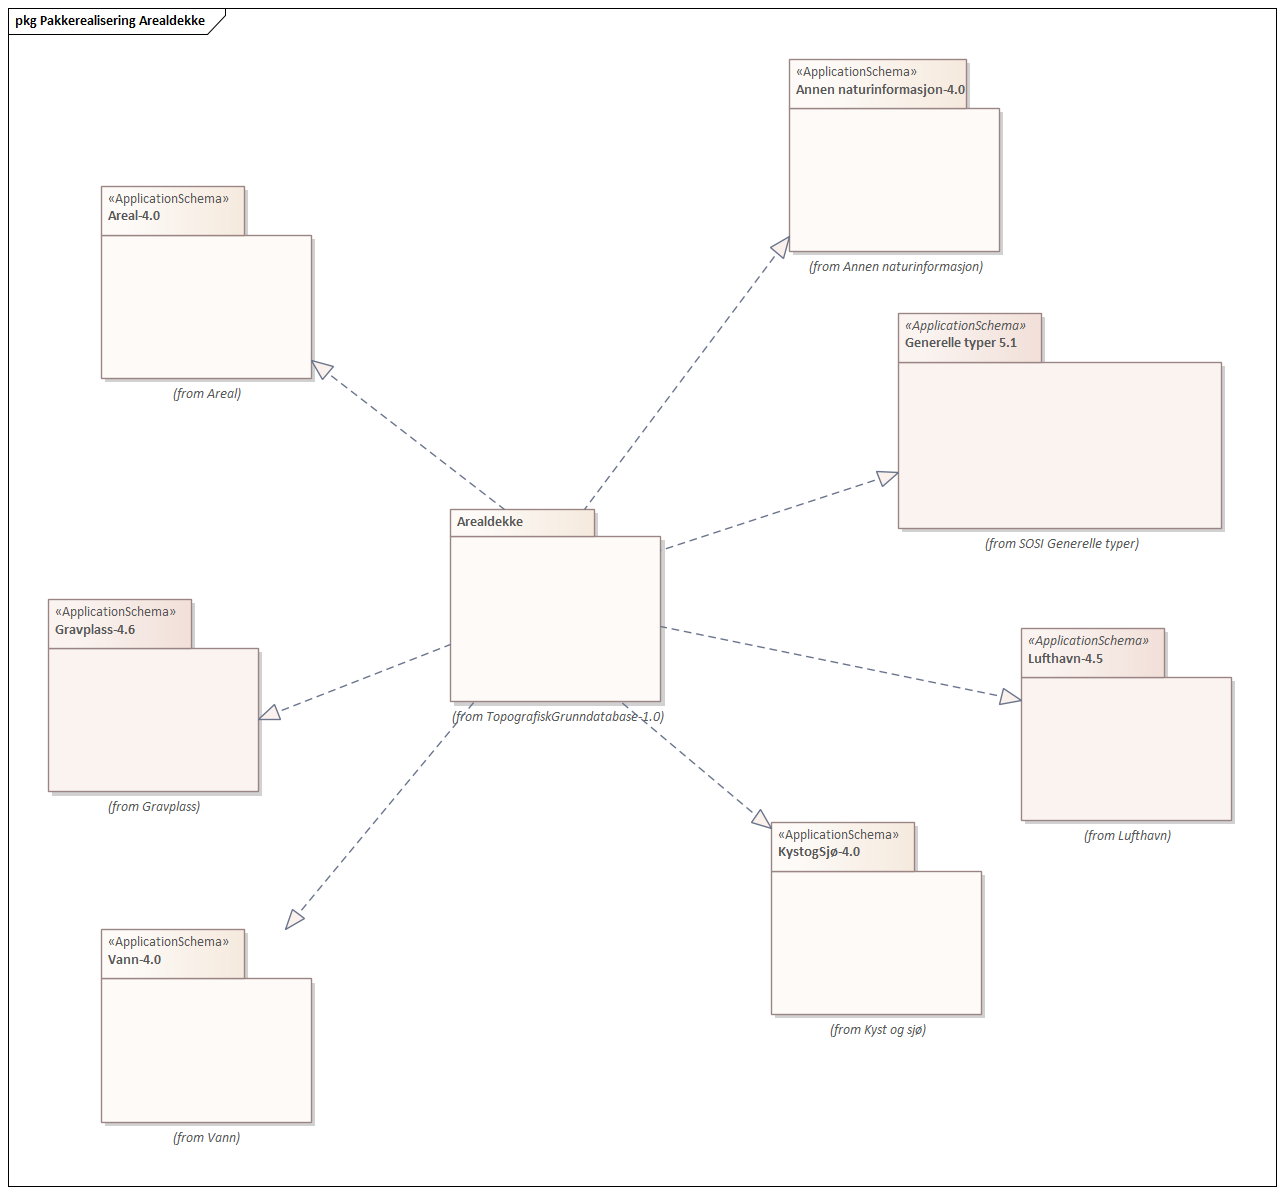 pkg Pakkerealisering Arealdekke
«ApplicationSchema»
Annen naturinformasjon-4.0
(from Annen naturinformasjon)
«ApplicationSchema»
Areal-4.0
(from Areal)
«ApplicationSchema»
Generelle typer 5.1
(from SOSI Generelle typer)
Arealdekke
(from TopografiskGrunndatabase-1.0)
«ApplicationSchema»
Gravplass-4.6
(from Gravplass)
«ApplicationSchema»
Lufthavn-4.5
(from Lufthavn)
«ApplicationSchema»
KystogSjø-4.0
(from Kyst og sjø)
«ApplicationSchema»
Vann-4.0
(from Vann)